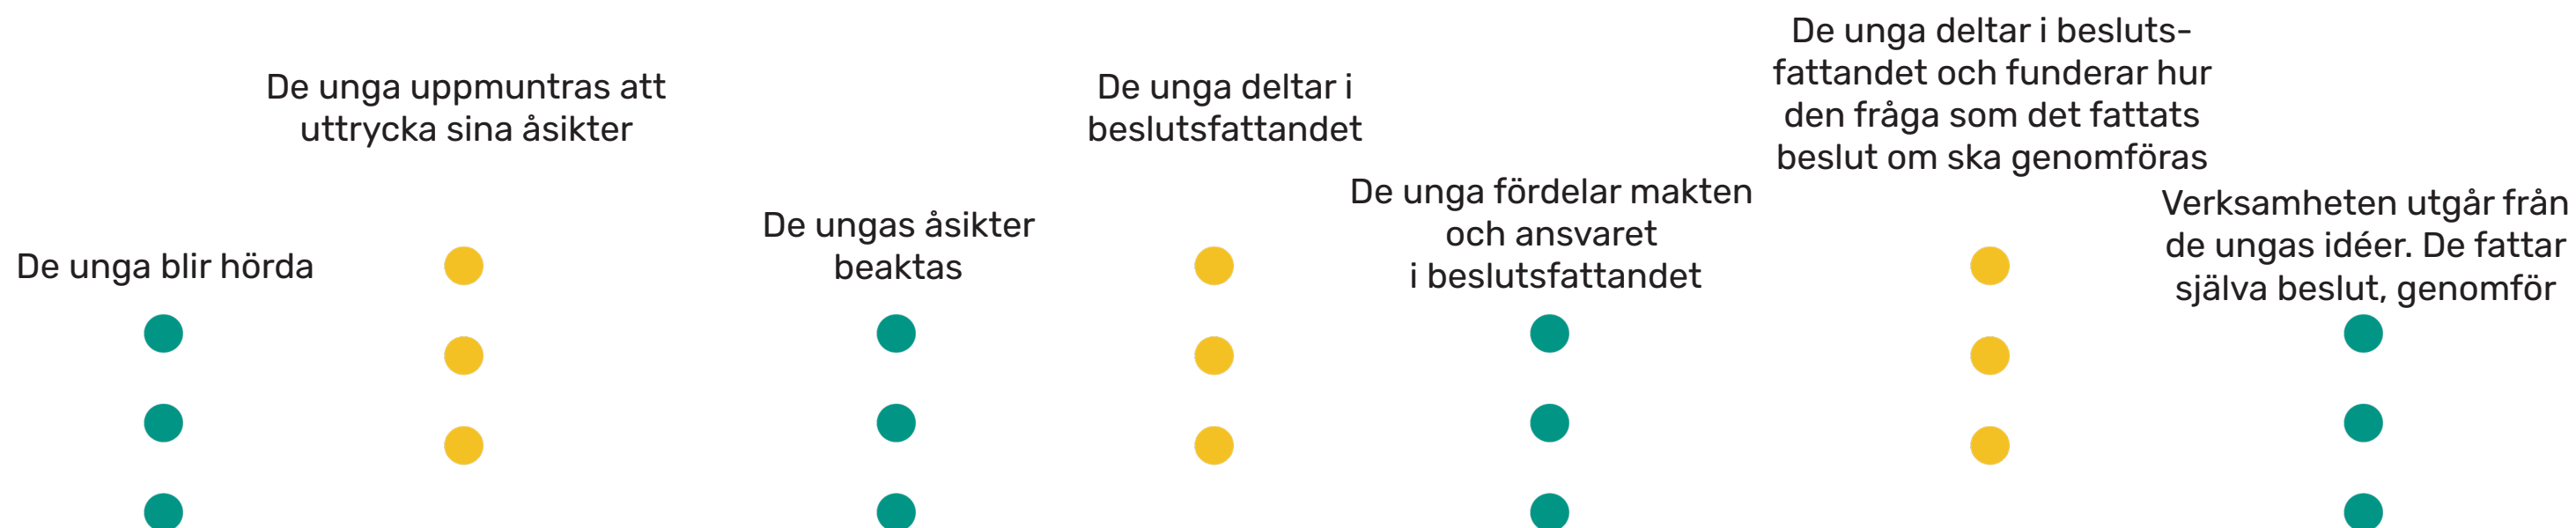 De unga blir hörda
De unga uppmuntras att
uttrycka sina åsikter
De ungas åsikter
beaktas
De unga deltar i
beslutsfattandet
De unga fördelar makten
och ansvaret
i beslutsfattandet
De unga deltar i besluts-
fattandet och funderar hur
den fråga som det fattats
beslut om ska genomföras
Verksamheten utgår från
de ungas idéer. De fattar
själva beslut, genomför